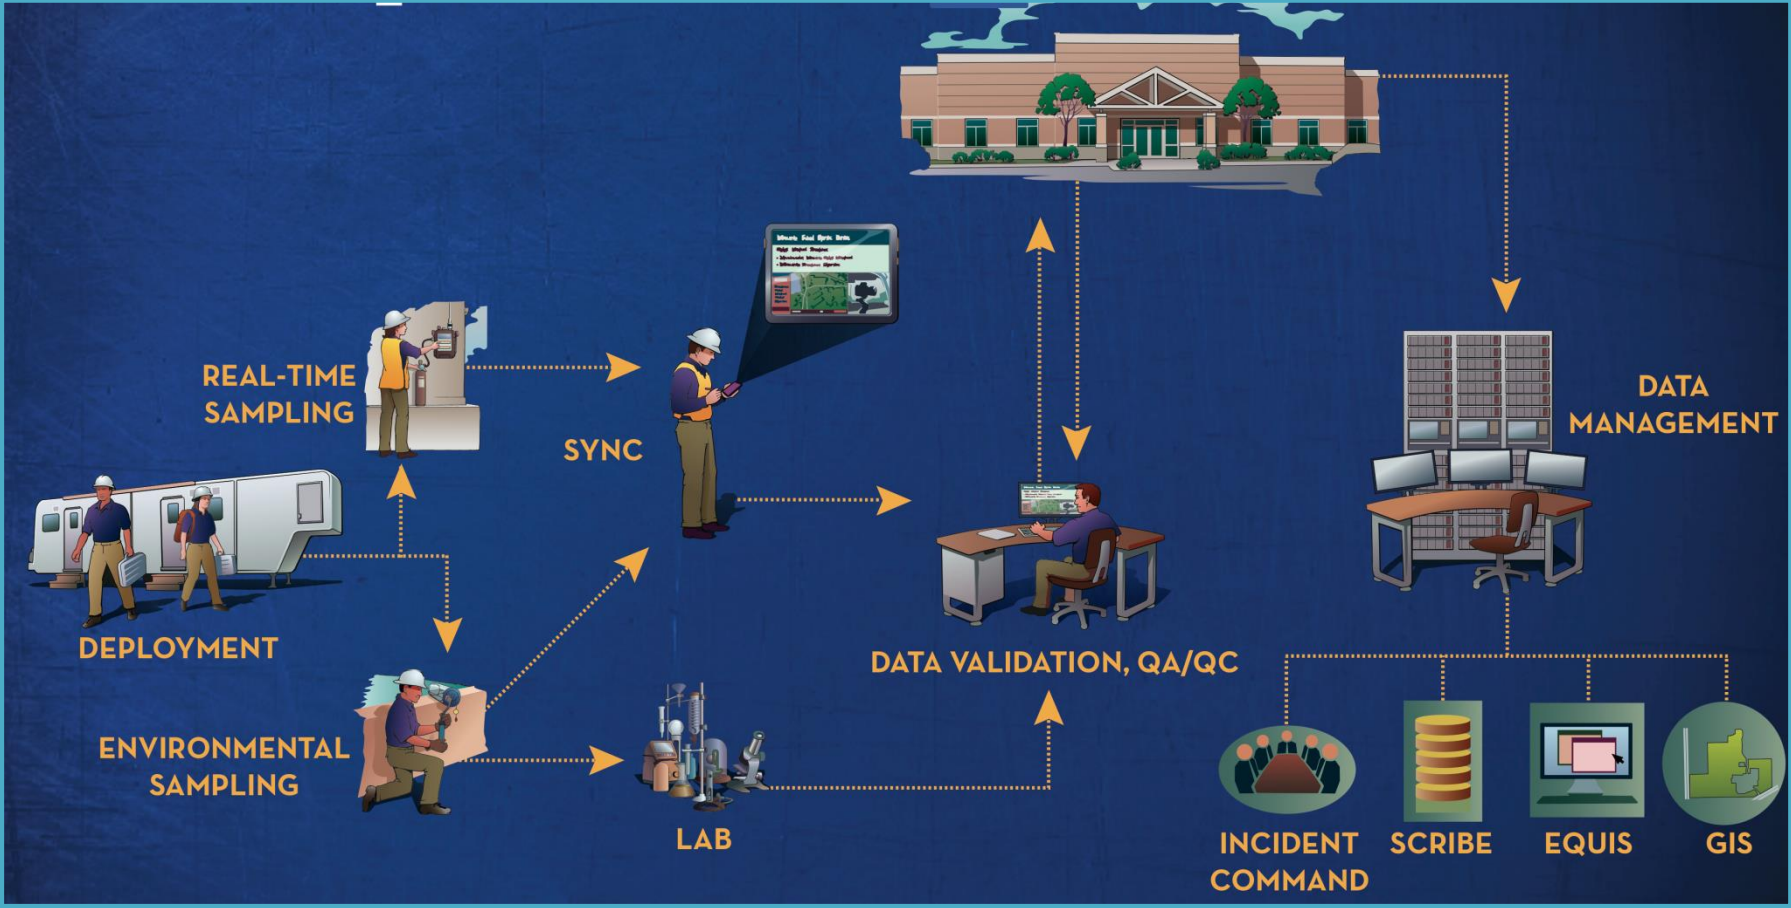 REAL-TIME
SAMPLING
SYNC
DATA
MANAGEMENT
DEPLOYMENT
DATA VALIDATION, QA/QC
ENVIRONMENTAL
SAMPLING
LAB
INCIDENT
COMMAND
SCRIBE
EQUIS
GIS